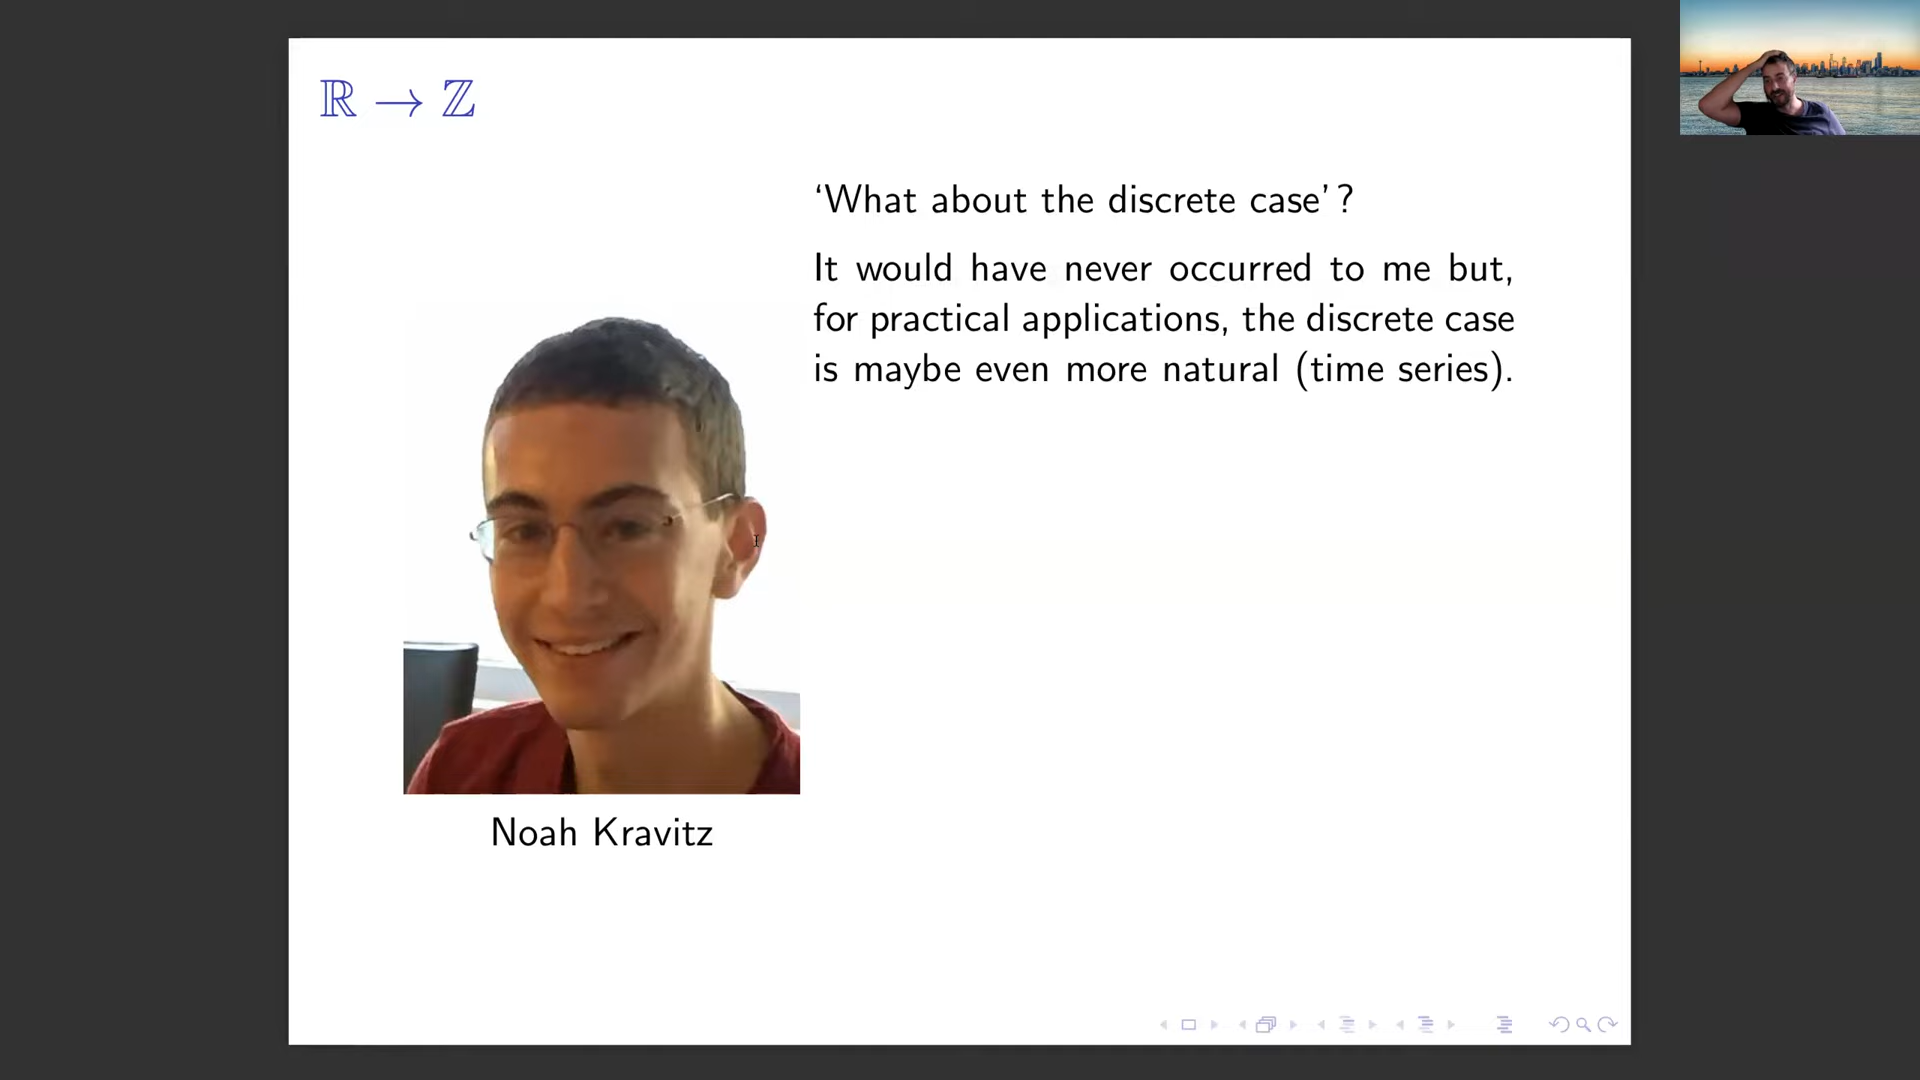 ℝ → ℤ
‘What about the discrete case’?
It would have never occurred to me but,
for practical applications, the discrete case
is maybe even more natural (time series).
Noah Kravitz